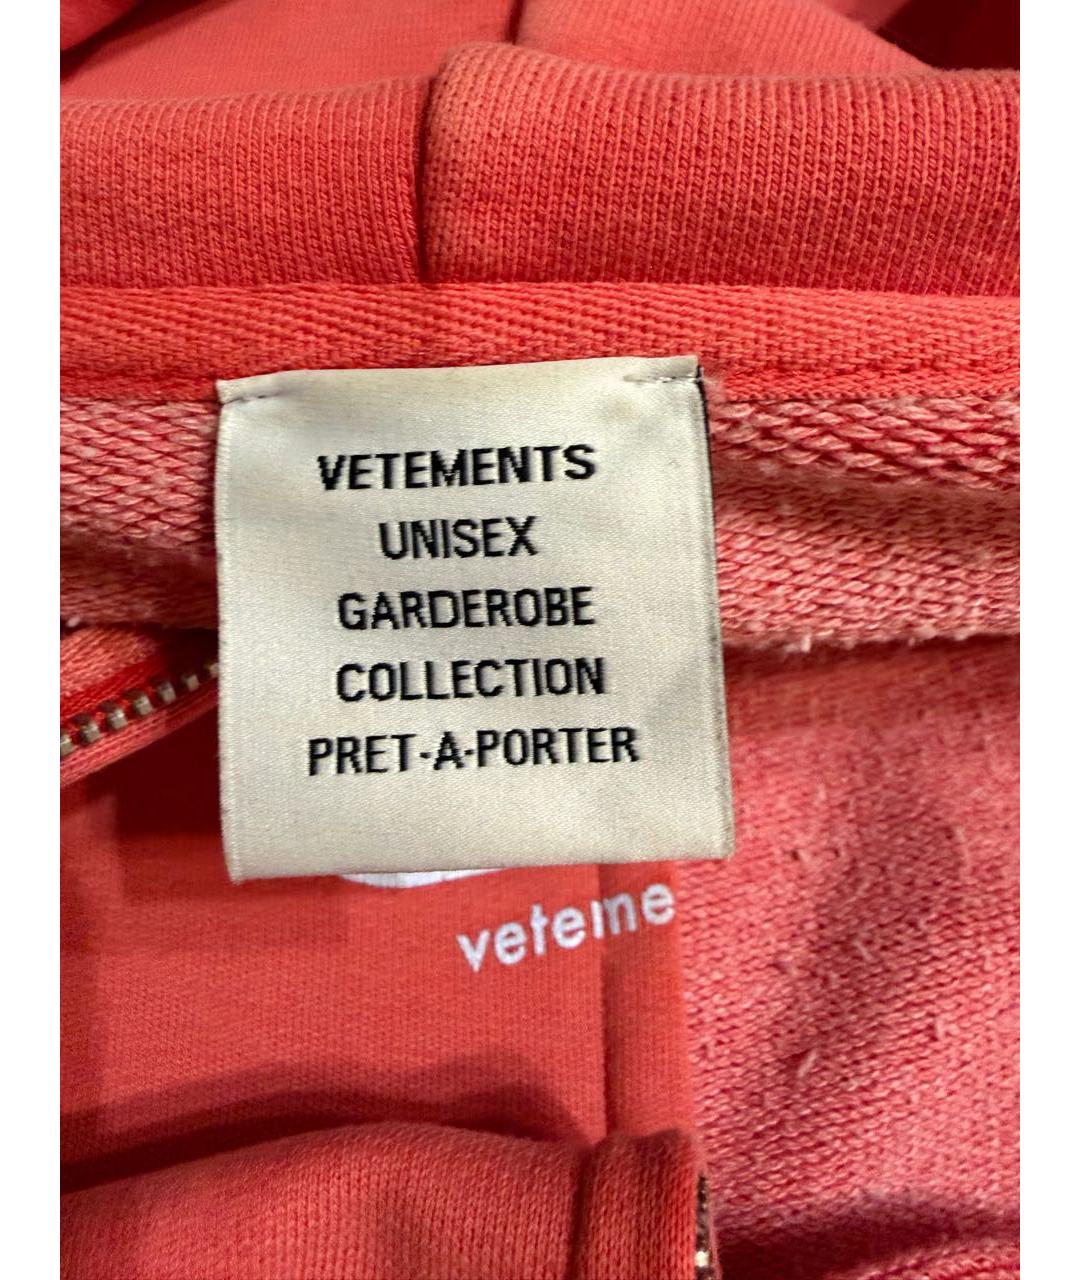 VETEMENTS
UNISEX
GARDEROBE
COLLECTION
PRET-A-PORTER
veteme